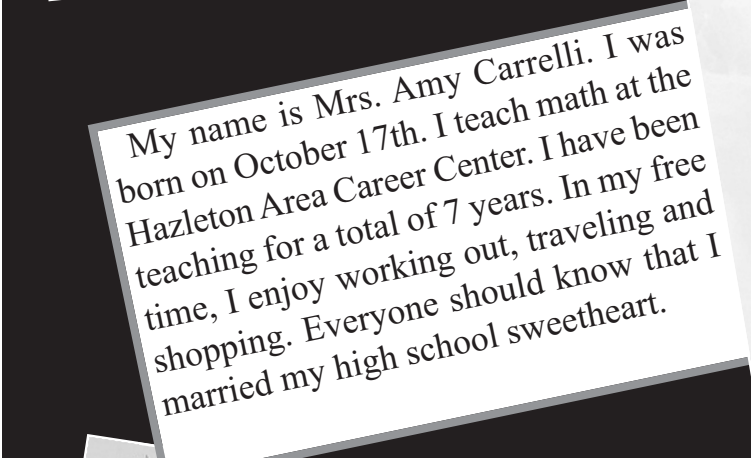 My name is Mrs. Amy Carrelli. I was
born on October 17th. I teach math at the
Hazleton Area Career Center. I have been
teaching for a total of 7 years. In my free
time, I enjoy working out, traveling and
shopping. Everyone should know that I
married my high school sweetheart.